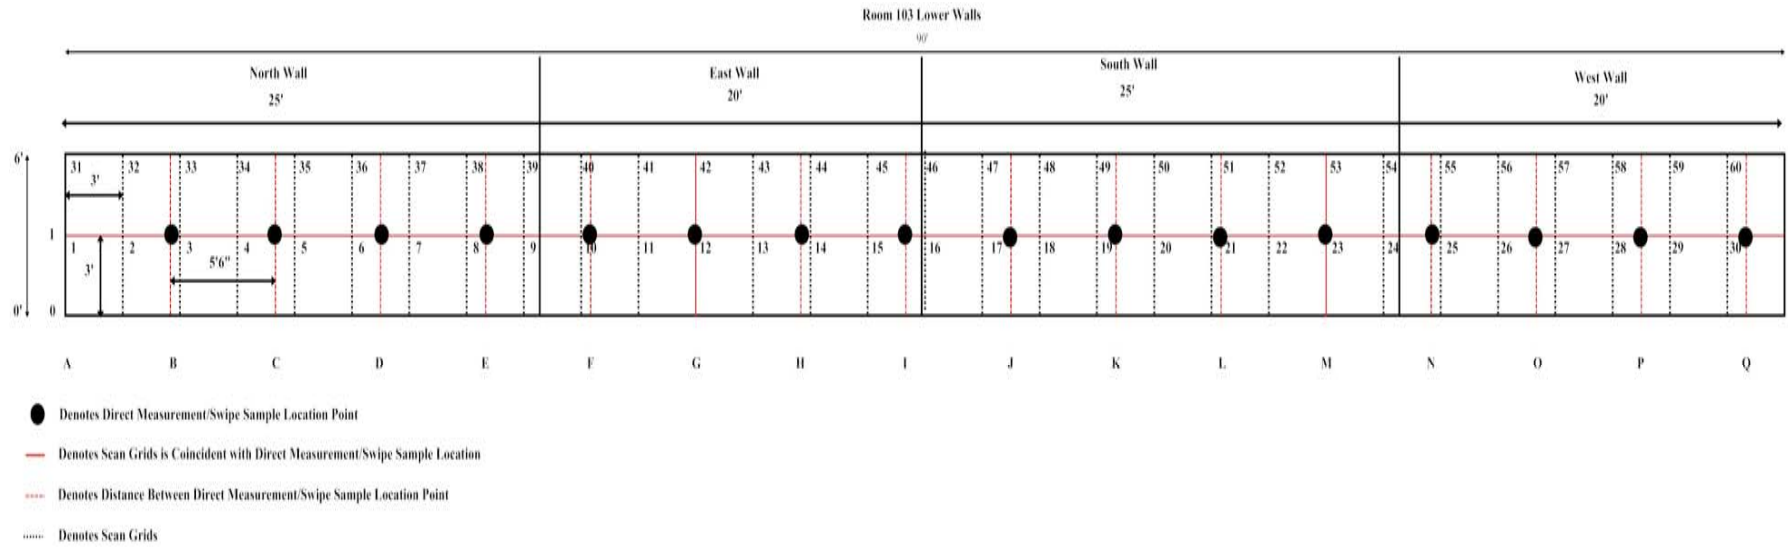 Room 103 Lower Walls
90'
North Wall
East Wall
South Wall
West Wall
25'
20'
25'
20'
6'
31 32 33 34 35 36 37 38 39 40 41 42 43 44 45 46 47 48 49 50 51 52 53 54 55 56 57 58 59 60
3'
1
1 2 3 4 5 6 7 8 9 10 11 12 13 14 15 16 17 18 19 20 21 22 23 24 25 26 27 28 29 30
3'
5'6"
0'
0
A B C D E F G H I J K L M N O P Q
Denotes Direct Measurement/Swipe Sample Location Point
Denotes Scan Grids is Coincident with Direct Measurement/Swipe Sample Location
Denotes Distance Between Direct Measurement/Swipe Sample Location Point
Denotes Scan Grids